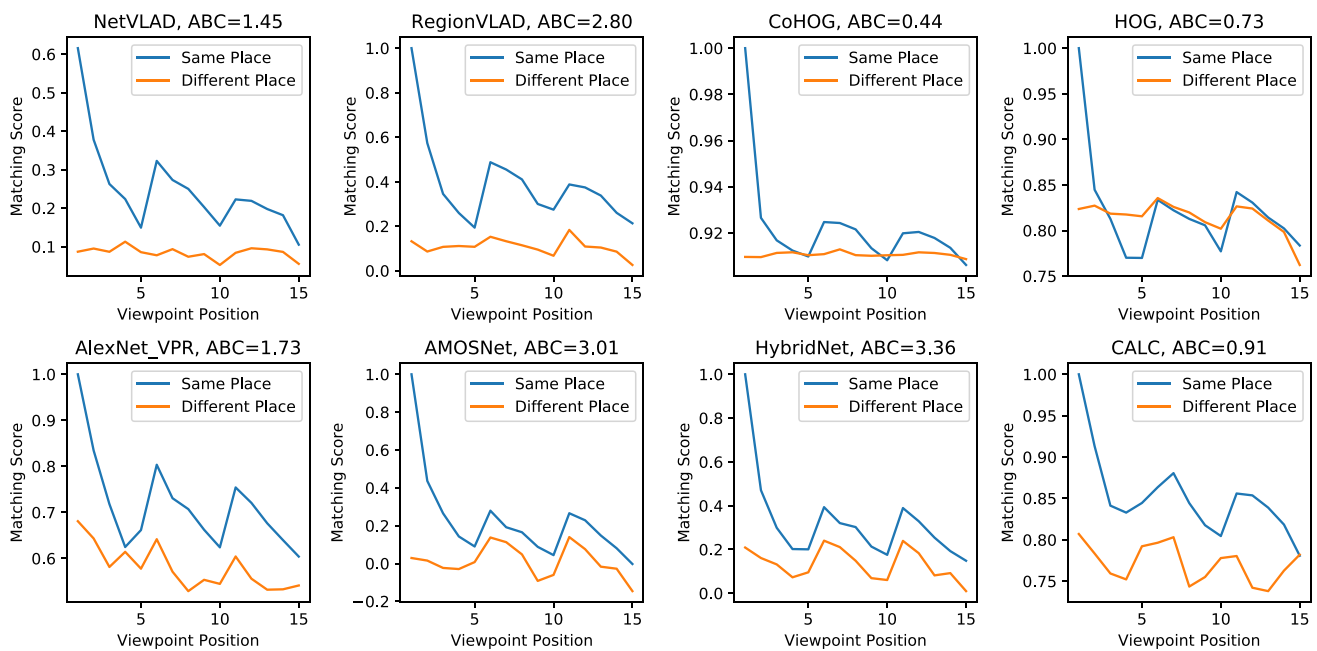 NetVLAD, ABC=1.45
Matching Score
0.6
0.5
0.4
0.3
0.2
0.1
Same Place
Different Place
5
10
15
Viewpoint Position
RegionVLAD, ABC=2.80
Matching Score
1.0
0.8
0.6
0.4
0.2
0.0
Same Place
Different Place
5
10
15
Viewpoint Position
CoHOG, ABC=0.44
Matching Score
1.00
0.98
0.96
0.94
0.92
Same Place
Different Place
5
10
15
Viewpoint Position
HOG, ABC=0.73
Matching Score
1.00
0.95
0.90
0.85
0.80
0.75
Same Place
Different Place
5
10
15
Viewpoint Position
AlexNet_VPR, ABC=1.73
Matching Score
1.0
0.9
0.8
0.7
0.6
Same Place
Different Place
5
10
15
Viewpoint Position
AMOSNet, ABC=3.01
Matching Score
1.0
0.8
0.6
0.4
0.2
0.0
−0.2
Same Place
Different Place
5
10
15
Viewpoint Position
HybridNet, ABC=3.36
Matching Score
1.0
0.8
0.6
0.4
0.2
0.0
Same Place
Different Place
5
10
15
Viewpoint Position
CALC, ABC=0.91
Matching Score
1.00
0.95
0.90
0.85
0.80
0.75
Same Place
Different Place
5
10
15
Viewpoint Position